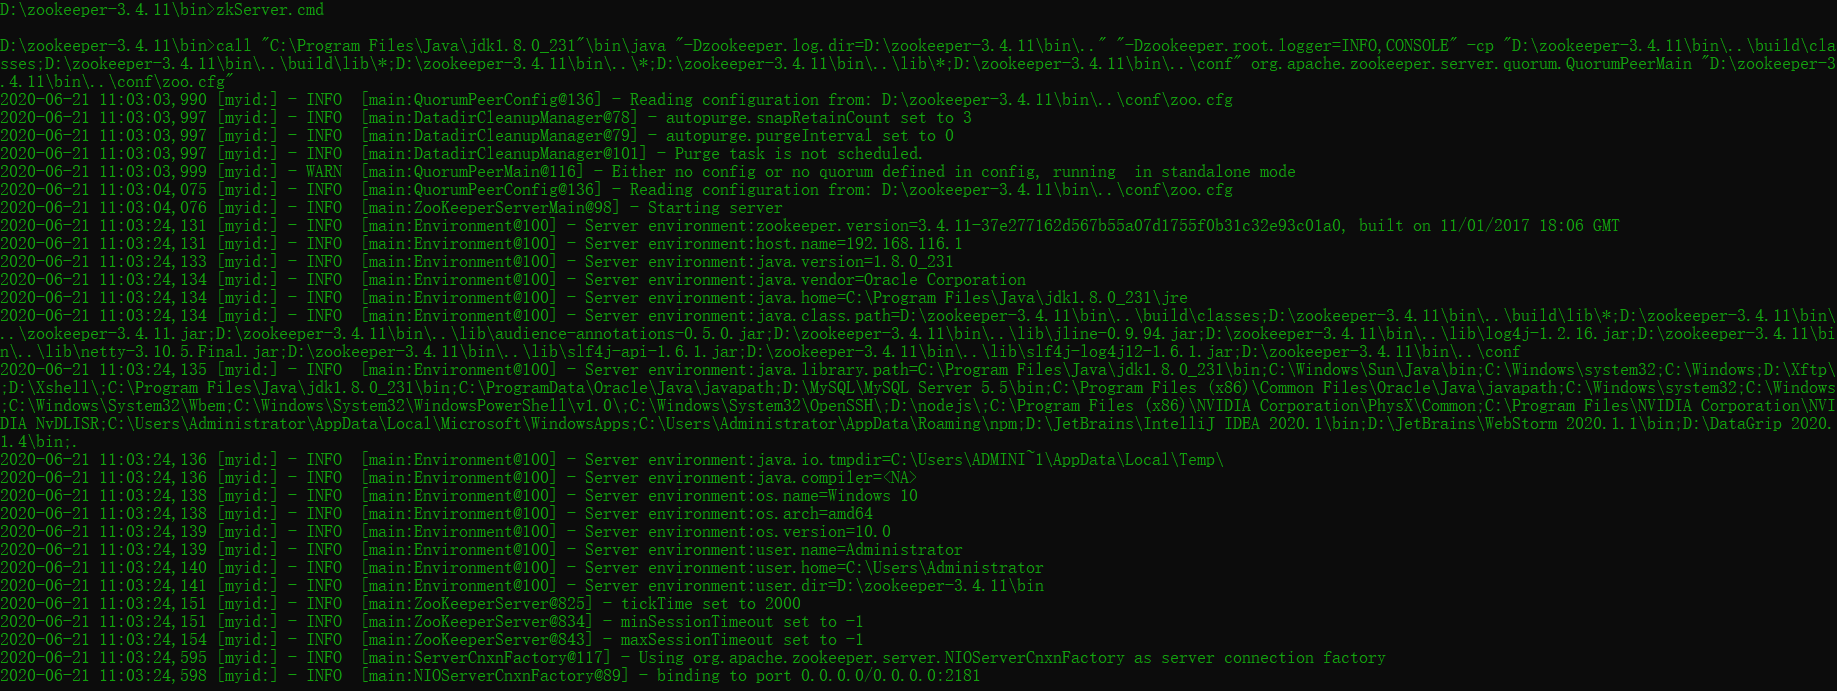 D:\zookeeper-3.4.11\bin>zkServer.cmd
D:\zookeeper-3.4.11\bin>call "C:\Program Files\Java\jdk1.8.0_231"\bin\java "-Dzookeeper.log.dir=D:\zookeeper-3.4.11\bin\.." "-Dzookeeper.root.logger=INFO,CONSOLE" -cp "D:\zookeeper-3.4.11\bin\..\build\cla
sses;D:\zookeeper-3.4.11\bin\..\build\lib\*;D:\zookeeper-3.4.11\bin\..\*;D:\zookeeper-3.4.11\bin\..\lib\*;D:\zookeeper-3.4.11\bin\..\conf" org.apache.zookeeper.server.quorum.QuorumPeerMain "D:\zookeeper-3
.4.11\bin\..\conf\zoo.cfg"
2020-06-21 11:03:03,990 [myid:] - INFO  [main:QuorumPeerConfig@136] - Reading configuration from: D:\zookeeper-3.4.11\bin\..\conf\zoo.cfg
2020-06-21 11:03:03,997 [myid:] - INFO  [main:DatadirCleanupManager@78] - autopurge.snapRetainCount set to 3
2020-06-21 11:03:03,997 [myid:] - INFO  [main:DatadirCleanupManager@79] - autopurge.purgeInterval set to 0
2020-06-21 11:03:03,997 [myid:] - INFO  [main:DatadirCleanupManager@101] - Purge task is not scheduled.
2020-06-21 11:03:03,999 [myid:] - WARN  [main:QuorumPeerMain@116] - Either no config or no quorum defined in config, running  in standalone mode
2020-06-21 11:03:04,075 [myid:] - INFO  [main:QuorumPeerConfig@136] - Reading configuration from: D:\zookeeper-3.4.11\bin\..\conf\zoo.cfg
2020-06-21 11:03:04,076 [myid:] - INFO  [main:ZooKeeperServerMain@98] - Starting server
2020-06-21 11:03:24,131 [myid:] - INFO  [main:Environment@100] - Server environment:zookeeper.version=3.4.11-37e277162d567b55a07d1755f0b31c32e93c01a0, built on 11/01/2017 18:06 GMT
2020-06-21 11:03:24,131 [myid:] - INFO  [main:Environment@100] - Server environment:host.name=192.168.116.1
2020-06-21 11:03:24,133 [myid:] - INFO  [main:Environment@100] - Server environment:java.version=1.8.0_231
2020-06-21 11:03:24,134 [myid:] - INFO  [main:Environment@100] - Server environment:java.vendor=Oracle Corporation
2020-06-21 11:03:24,134 [myid:] - INFO  [main:Environment@100] - Server environment:java.home=C:\Program Files\Java\jdk1.8.0_231\jre
2020-06-21 11:03:24,134 [myid:] - INFO  [main:Environment@100] - Server environment:java.class.path=D:\zookeeper-3.4.11\bin\..\build\classes;D:\zookeeper-3.4.11\bin\..\build\lib\*;D:\zookeeper-3.4.11\bin\
..\zookeeper-3.4.11.jar;D:\zookeeper-3.4.11\bin\..\lib\audience-annotations-0.5.0.jar;D:\zookeeper-3.4.11\bin\..\lib\jline-0.9.94.jar;D:\zookeeper-3.4.11\bin\..\lib\log4j-1.2.16.jar;D:\zookeeper-3.4.11\bi
n\..\lib\netty-3.10.5.Final.jar;D:\zookeeper-3.4.11\bin\..\lib\slf4j-api-1.6.1.jar;D:\zookeeper-3.4.11\bin\..\lib\slf4j-log4j12-1.6.1.jar;D:\zookeeper-3.4.11\bin\..\conf
2020-06-21 11:03:24,135 [myid:] - INFO  [main:Environment@100] - Server environment:java.library.path=C:\Program Files\Java\jdk1.8.0_231\bin;C:\Windows\Sun\Java\bin;C:\Windows\system32;C:\Windows;D:\Xftp\
;D:\Xshell\;C:\Program Files\Java\jdk1.8.0_231\bin;C:\ProgramData\Oracle\Java\javapath;D:\MySQL\MySQL Server 5.5\bin;C:\Program Files (x86)\Common Files\Oracle\Java\javapath;C:\Windows\system32;C:\Windows
;C:\Windows\System32\Wbem;C:\Windows\System32\WindowsPowerShell\v1.0\;C:\Windows\System32\OpenSSH\;D:\nodejs\;C:\Program Files (x86)\NVIDIA Corporation\PhysX\Common;C:\Program Files\NVIDIA Corporation\NVI
DIA NvDLISR;C:\Users\Administrator\AppData\Local\Microsoft\WindowsApps;C:\Users\Administrator\AppData\Roaming\npm;D:\JetBrains\IntelliJ IDEA 2020.1\bin;D:\JetBrains\WebStorm 2020.1.1\bin;D:\DataGrip 2020.
1.4\bin;.
2020-06-21 11:03:24,136 [myid:] - INFO  [main:Environment@100] - Server environment:java.io.tmpdir=C:\Users\ADMINI~1\AppData\Local\Temp\
2020-06-21 11:03:24,136 [myid:] - INFO  [main:Environment@100] - Server environment:java.compiler=<NA>
2020-06-21 11:03:24,138 [myid:] - INFO  [main:Environment@100] - Server environment:os.name=Windows 10
2020-06-21 11:03:24,138 [myid:] - INFO  [main:Environment@100] - Server environment:os.arch=amd64
2020-06-21 11:03:24,139 [myid:] - INFO  [main:Environment@100] - Server environment:os.version=10.0
2020-06-21 11:03:24,139 [myid:] - INFO  [main:Environment@100] - Server environment:user.name=Administrator
2020-06-21 11:03:24,140 [myid:] - INFO  [main:Environment@100] - Server environment:user.home=C:\Users\Administrator
2020-06-21 11:03:24,141 [myid:] - INFO  [main:Environment@100] - Server environment:user.dir=D:\zookeeper-3.4.11\bin
2020-06-21 11:03:24,151 [myid:] - INFO  [main:ZooKeeperServer@825] - tickTime set to 2000
2020-06-21 11:03:24,151 [myid:] - INFO  [main:ZooKeeperServer@834] - minSessionTimeout set to -1
2020-06-21 11:03:24,154 [myid:] - INFO  [main:ZooKeeperServer@843] - maxSessionTimeout set to -1
2020-06-21 11:03:24,595 [myid:] - INFO  [main:ServerCnxnFactory@117] - Using org.apache.zookeeper.server.NIOServerCnxnFactory as server connection factory
2020-06-21 11:03:24,598 [myid:] - INFO  [main:NIOServerCnxnFactory@89] - binding to port 0.0.0.0/0.0.0.0:2181